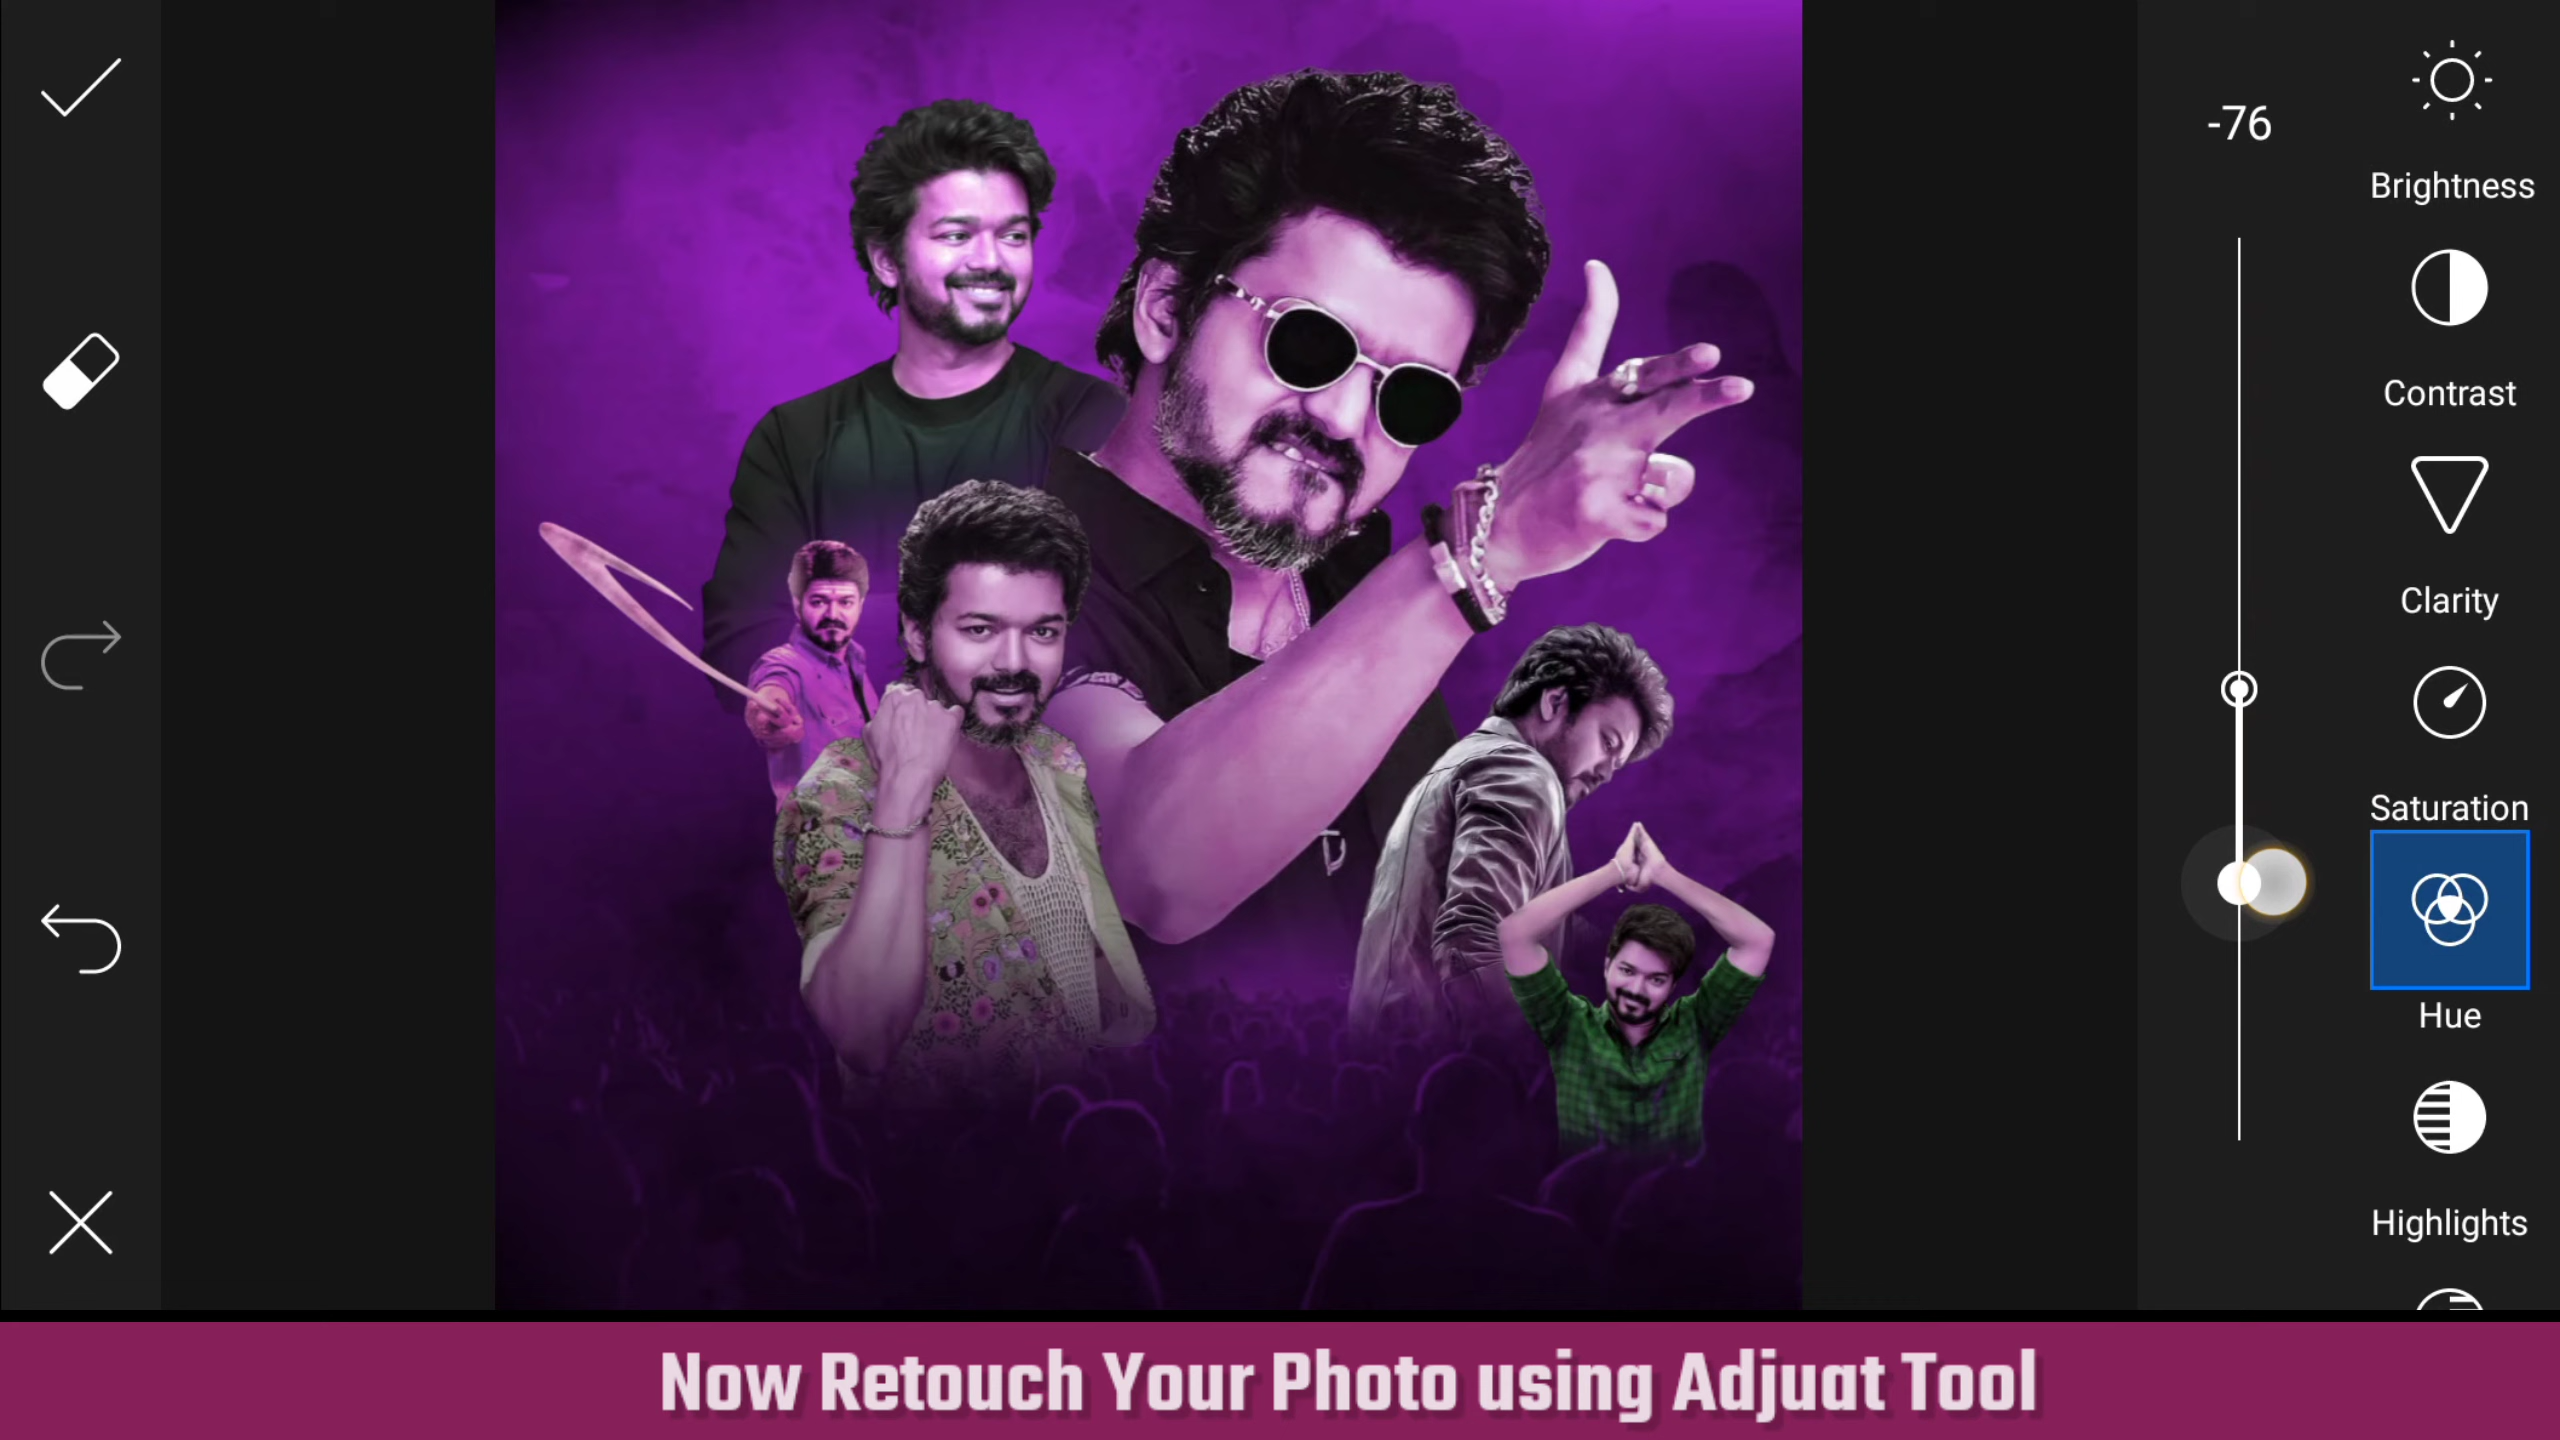 -76
Brightness
Contrast
Clarity
Saturation
Hue
Highlights
Now Retouch Your Photo using Adjuat Tool